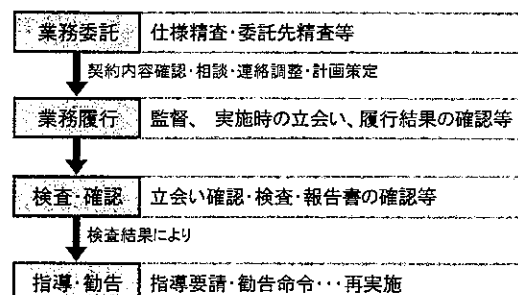 業務委託 仕様精査・委託先精査等
契約内容確認・相談・連絡調整・計画策定
業務履行 監督、 実施時の立会い、履行結果の確認等
検査・確認 立会い確認・検査・報告書の確認等
検査結果により
指導・勧告 指導要請・勧告命令・・・再実施